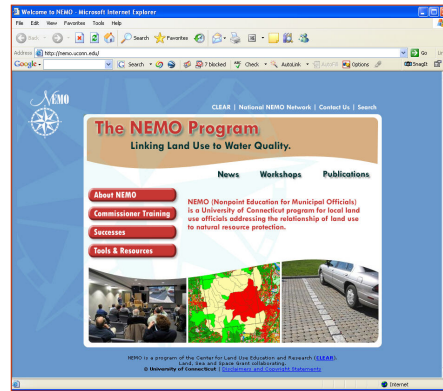 Welcome to NEMO - Microsoft Internet Explorer
File Edit View Favorites Tools Help
Back Search Favorites
Address http://nemo.uconn.edu/ Go
Google Search 7 blocked Check AutoLink Options SnagIt
NEMO
CLEAR | National NEMO Network | Contact Us | Search
The NEMO Program
Linking Land Use to Water Quality.
News Workshops Publications
About NEMO
Commissioner Training
Successes
Tools & Resources
NEMO (Nonpoint Education for Municipal Officials)
is a University of Connecticut program for local land
use officials addressing the relationship of land use
to natural resource protection.
NEMO is a program of the Center for Land Use Education and Research (CLEAR).
Land, Sea and Space Grant collaborating.
© University of Connecticut | Disclaimers and Copyright Statements
Internet